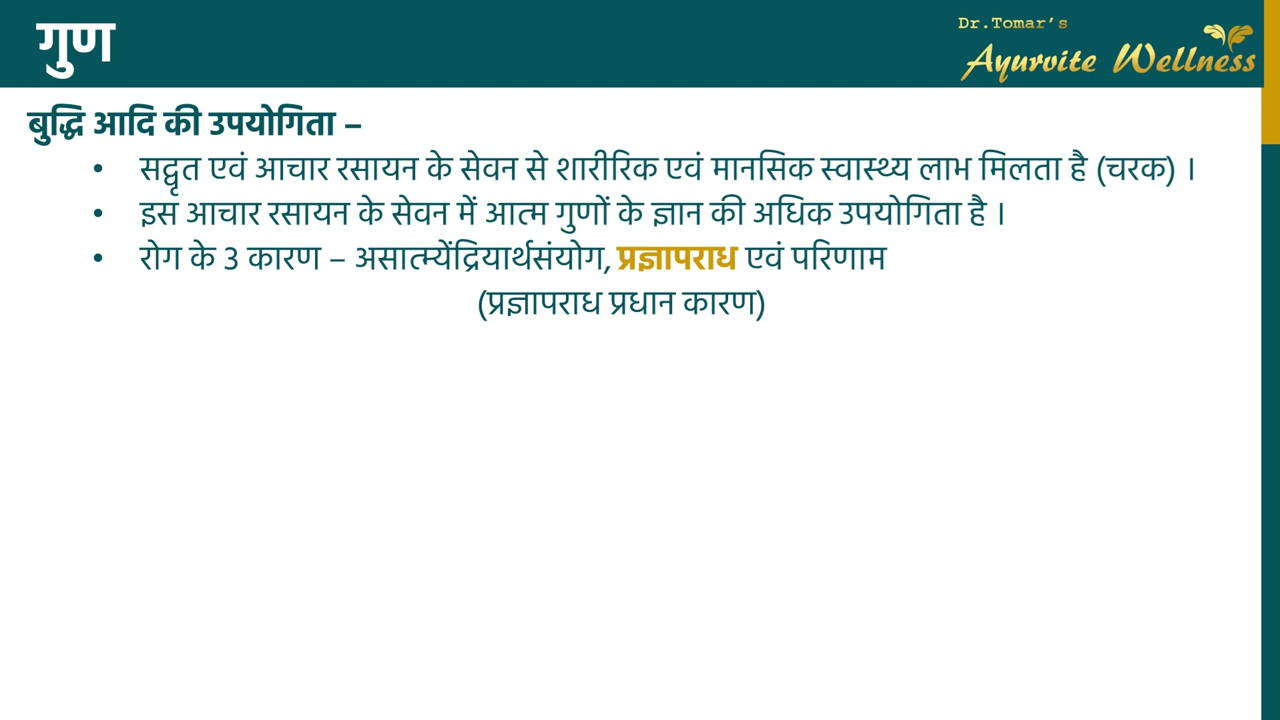 गुण
Dr.Tomar's
Ayurvite Wellness
बुद्धि आदि की उपयोगिता –
• सद्वृत एवं आचार रसायन के सेवन से शारीरिक एवं मानसिक स्वास्थ्य लाभ मिलता है (चरक) ।
• इस आचार रसायन के सेवन में आत्म गुणों के ज्ञान की अधिक उपयोगिता है ।
• रोग के 3 कारण – असात्म्येंद्रियार्थसंयोग, प्रज्ञापराध एवं परिणाम
(प्रज्ञापराध प्रधान कारण)